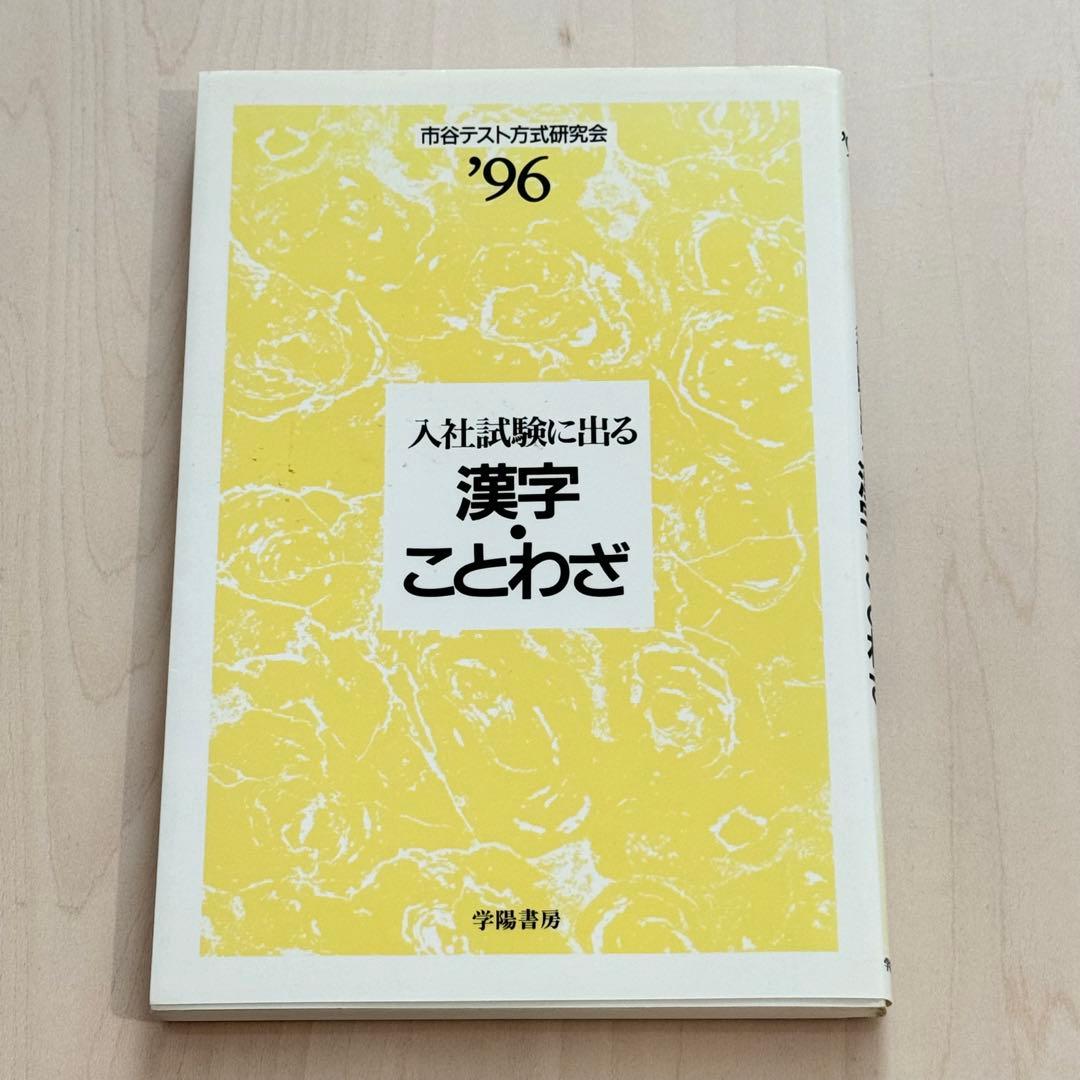 市谷テスト方式研究会
’96
入社試験に出る
漢字・
ことわざ
学陽書房